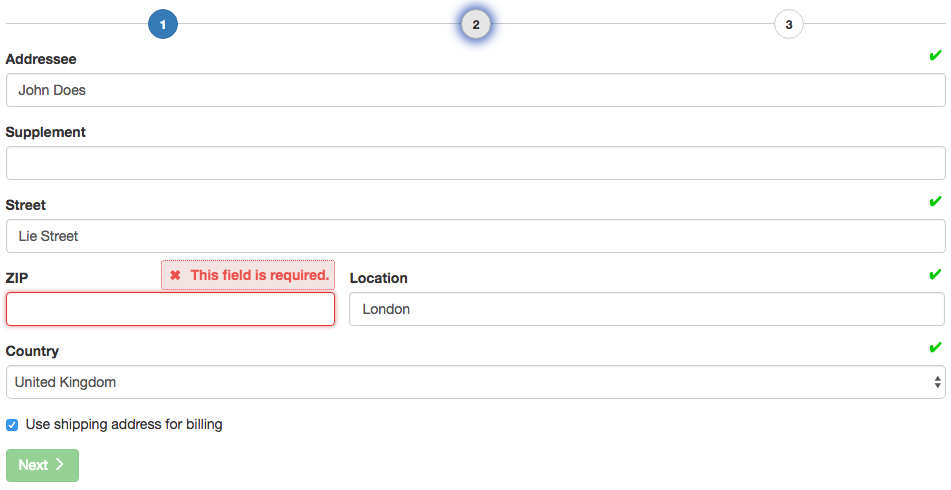 1 2 3
Addressee
John Does
Supplement
Street
Lie Street
ZIP ✖ This field is required. Location
London
Country
United Kingdom
Use shipping address for billing
Next